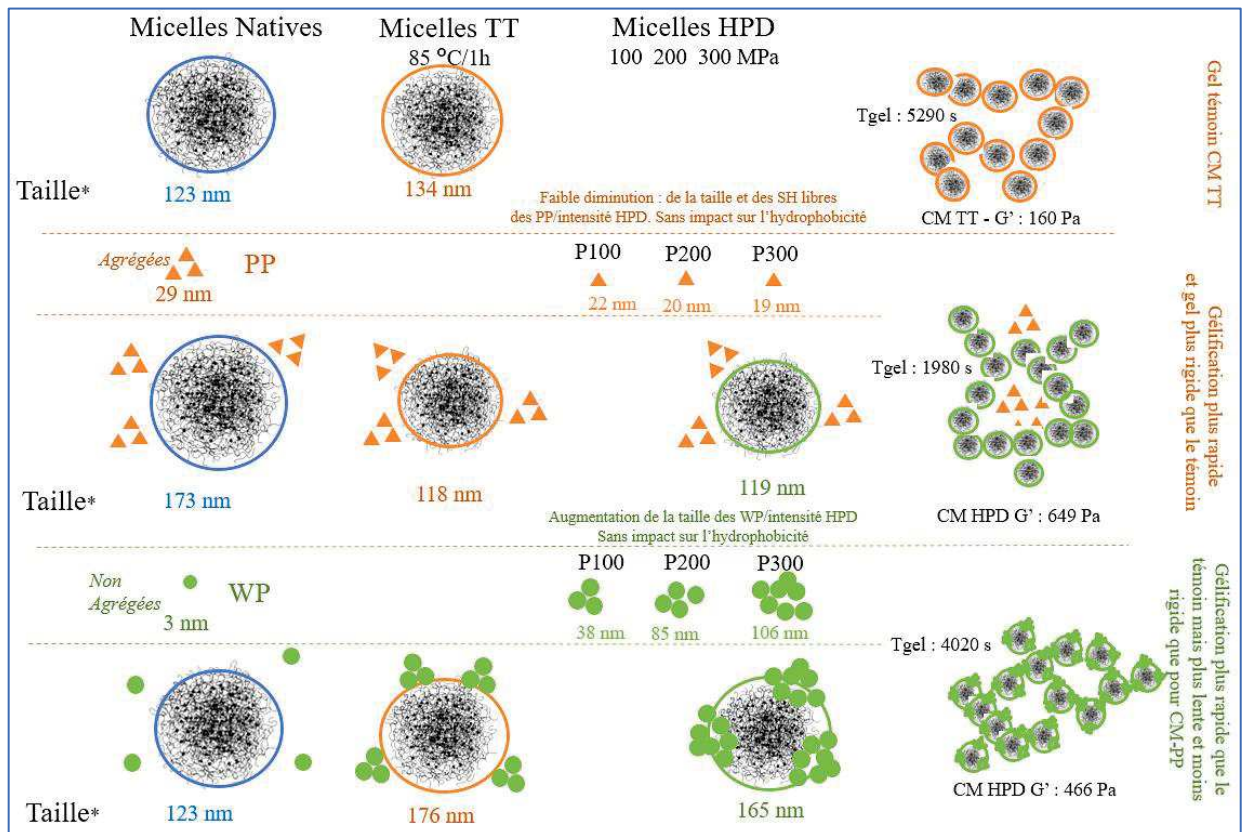 Micelles Natives
Micelles TT
85 °C/1h
Micelles HPD
100 200 300 MPa
Tgel : 5290 s
Taille*
123 nm
134 nm
Faible diminution : de la taille et des SH libres
des PP/intensité HPD. Sans impact sur l'hydrophobicité
CM TT - G' : 160 Pa
Gel témoin CM TT
Agrégées
PP
29 nm
P100
P200
P300
22 nm
20 nm
19 nm
Tgel : 1980 s
Taille*
173 nm
118 nm
119 nm
Augmentation de la taille des WP/intensité HPD
Sans impact sur l'hydrophobicité
CM HPD G' : 649 Pa
Gélification plus rapide
et gel plus rigide que le témoin
Non
Agrégées
WP
3 nm
P100
P200
P300
38 nm
85 nm
106 nm
Tgel : 4020 s
Taille*
123 nm
176 nm
165 nm
CM HPD G' : 466 Pa
Gélification plus rapide que le
témoin mais plus lente et moins
rigide que pour CM-PP